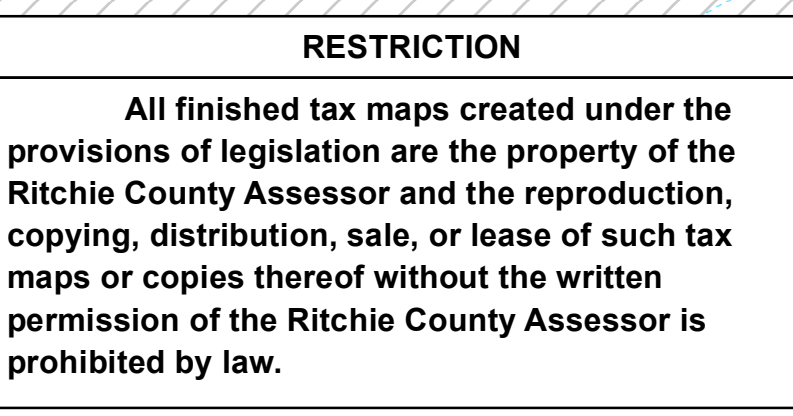 RESTRICTION
All finished tax maps created under the
provisions of legislation are the property of the
Ritchie County Assessor and the reproduction,
copying, distribution, sale, or lease of such tax
maps or copies thereof without the written
permission of the Ritchie County Assessor is
prohibited by law.